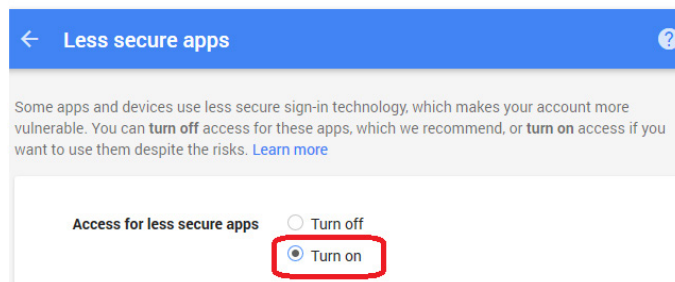 Less secure apps
Some apps and devices use less secure sign-in technology, which makes your account more
vulnerable. You can turn off access for these apps, which we recommend, or turn on access if you
want to use them despite the risks. Learn more
Access for less secure apps
Turn off
Turn on